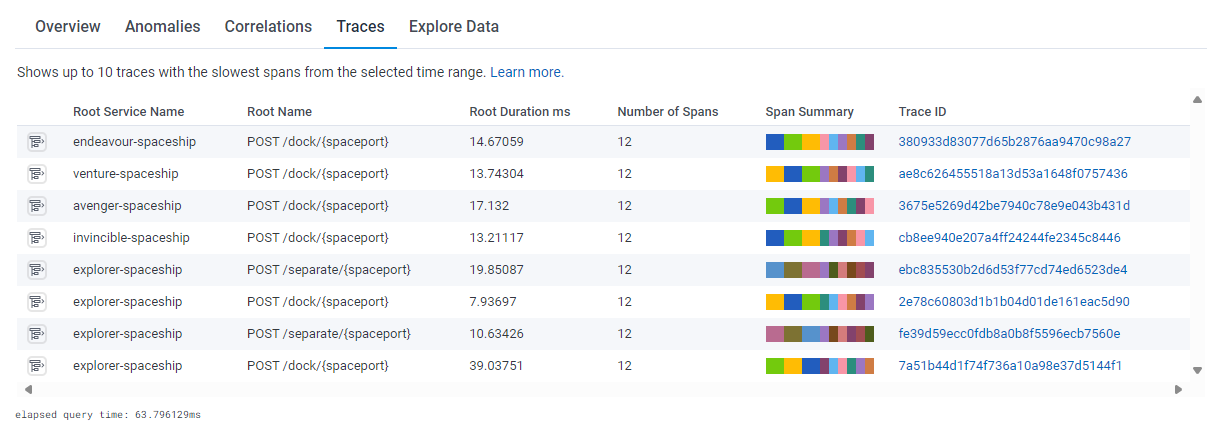 Overview Anomalies Correlations Traces Explore Data
Shows up to 10 traces with the slowest spans from the selected time range. Learn more.
Root Service Name Root Name Root Duration ms Number of Spans Span Summary Trace ID
endeavour-spaceship POST /dock/{spaceport} 14.67059 12 380933d83077d65b2876aa9470c98a27
venture-spaceship POST /dock/{spaceport} 13.74304 12 ae8c626455518a13d53a1648f0757436
avenger-spaceship POST /dock/{spaceport} 17.132 12 3675e5269d42be7940c78e9e043b431d
invincible-spaceship POST /dock/{spaceport} 13.21117 12 cb8ee940e207a4ff24244fe2345c8446
explorer-spaceship POST /separate/{spaceport} 19.85087 12 ebc835530b2d6d53f77cd74ed6523de4
explorer-spaceship POST /dock/{spaceport} 7.93697 12 2e78c60803d1b1b04d01de161eac5d90
explorer-spaceship POST /separate/{spaceport} 10.63426 12 fe39d59ecc0fdb8a0b8f5596ecb7560e
explorer-spaceship POST /dock/{spaceport} 39.03751 12 7a51b44d1f74f736a10a98e37d5144f1
elapsed query time: 63.796129ms